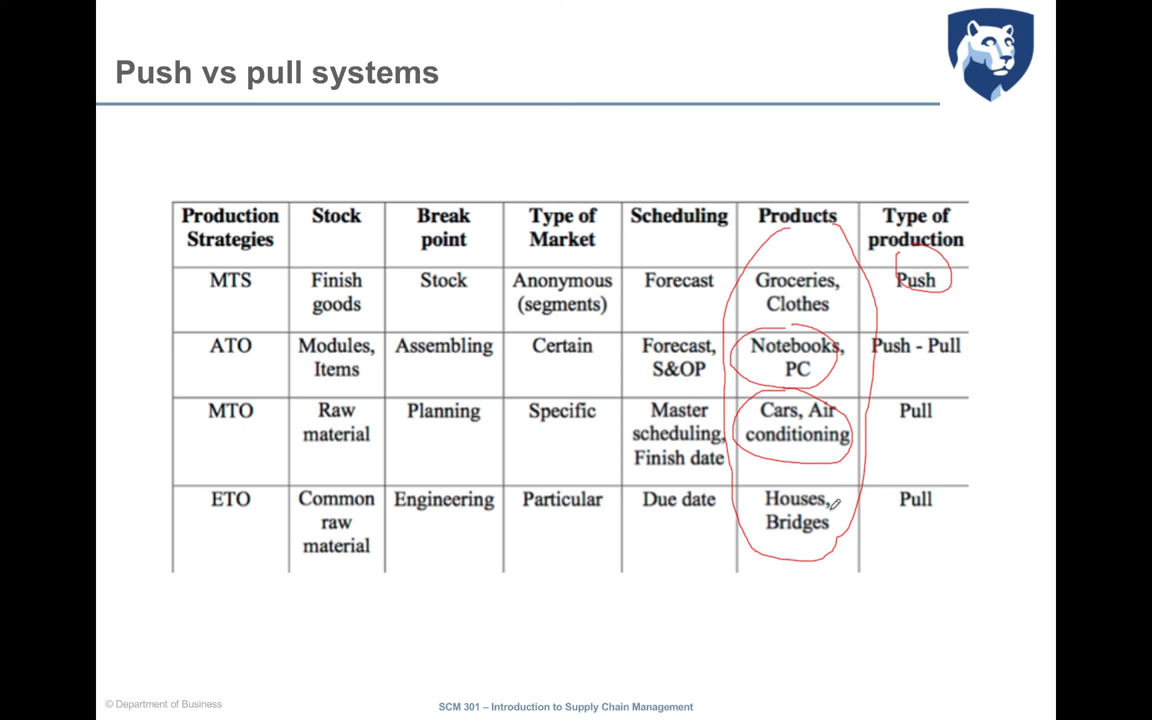 Push vs pull systems
Production Stock Break Type of Scheduling Products Type of
Strategies point Market production
MTS Finish Stock Anonymous Forecast Groceries, Push
goods (segments) Clothes
ATO Modules, Assembling Certain Forecast, Notebooks, Push - Pull
Items S&OP PC
MTO Raw Planning Specific Master Cars, Air Pull
material scheduling, conditioning
Finish date
ETO Common Engineering Particular Due date Houses, Pull
raw Bridges
material
© Department of Business
SCM 301 – Introduction to Supply Chain Management